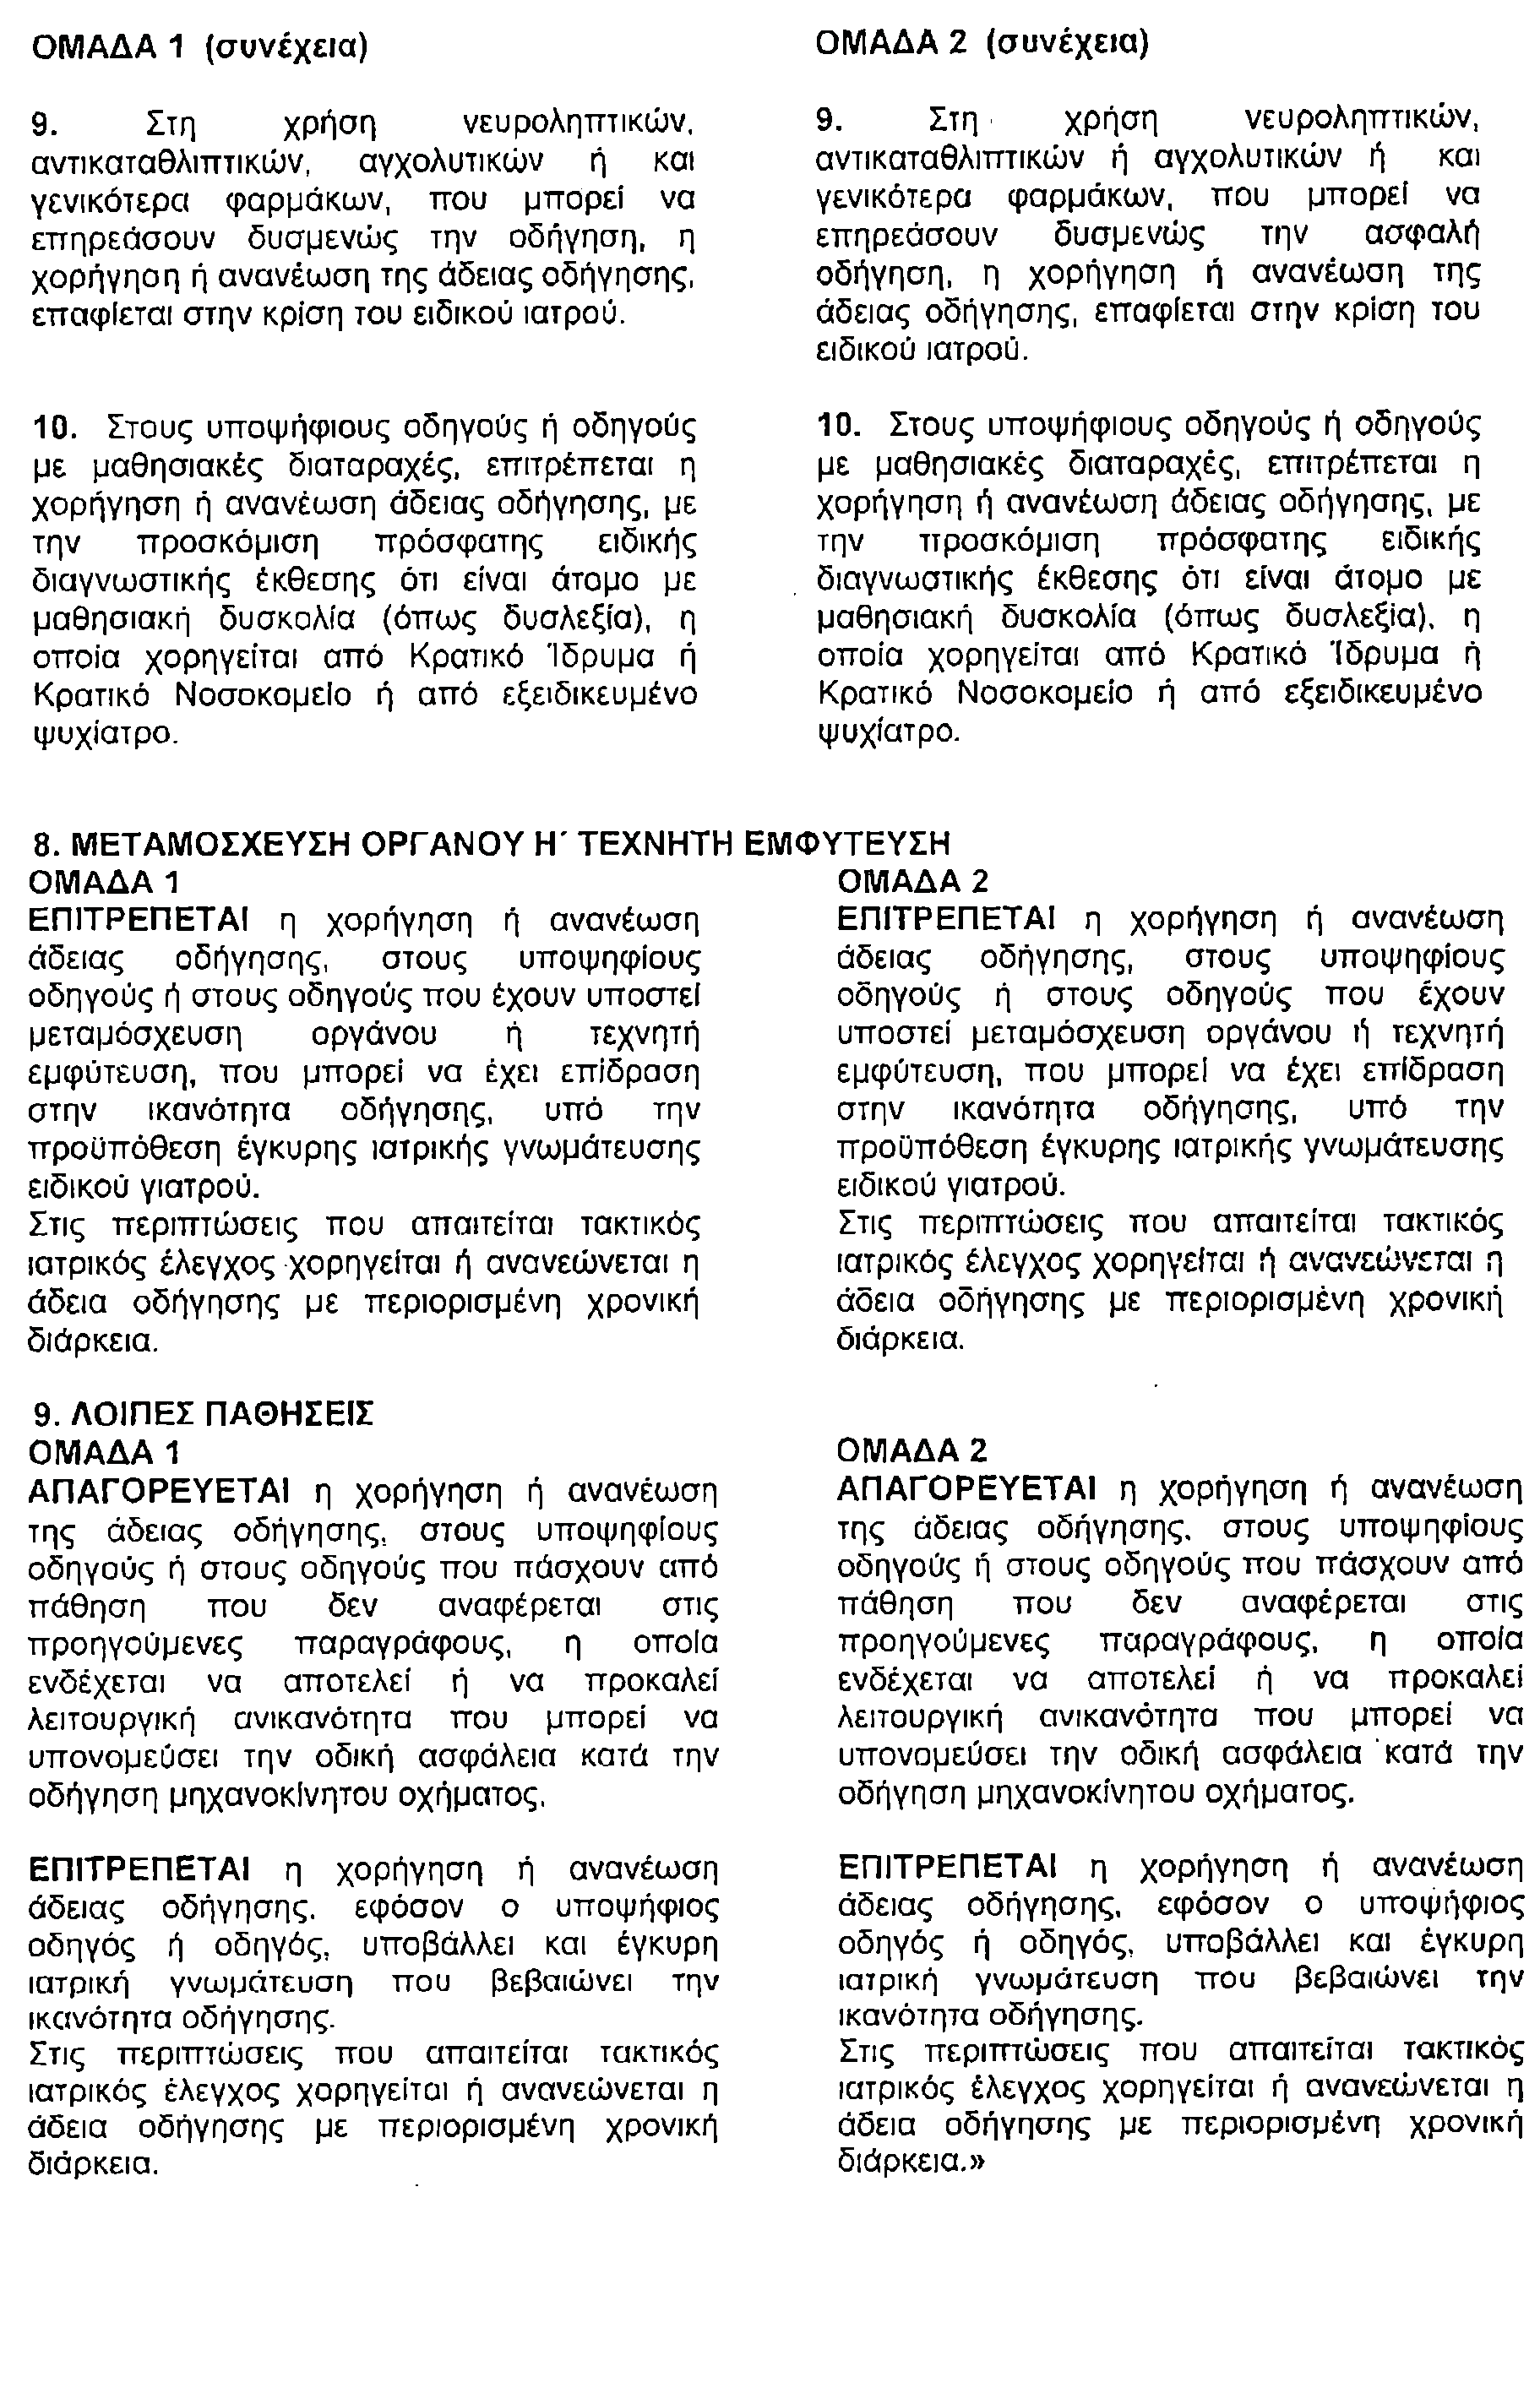 ΟΜΑΔΑ 1 (συνέχεια)
9. Στη χρήση νευροληπτικών,
αντικαταθλιπτικών, αγχολυτικών ή και
γενικότερα φαρμάκων, που μπορεί να
επηρεάσουν δυσμενώς την οδήγηση, η
χορήγηση ή ανανέωση της άδειας οδήγησης,
επαφίεται στην κρίση του ειδικού ιατρού.
10. Στους υποψήφιους οδηγούς ή οδηγούς
με μαθησιακές διαταραχές, επιτρέπεται η
χορήγηση ή ανανέωση άδειας οδήγησης, με
την προσκόμιση πρόσφατης ειδικής
διαγνωστικής έκθεσης ότι είναι άτομο με
μαθησιακή δυσκολία (όπως δυσλεξία), η
οποία χορηγείται από Κρατικό Ίδρυμα ή
Κρατικό Νοσοκομείο ή από εξειδικευμένο
ψυχίατρο.
ΟΜΑΔΑ 2 (συνέχεια)
9. Στη χρήση νευροληπτικών,
αντικαταθλιπτικών ή αγχολυτικών ή και
γενικότερα φαρμάκων, που μπορεί να
επηρεάσουν δυσμενώς την ασφαλή
οδήγηση, η χορήγηση ή ανανέωση της
άδειας οδήγησης, επαφίεται στην κρίση του
ειδικού ιατρού.
10. Στους υποψήφιους οδηγούς ή οδηγούς
με μαθησιακές διαταραχές, επιτρέπεται η
χορήγηση ή ανανέωση άδειας οδήγησης, με
την προσκόμιση πρόσφατης ειδικής
διαγνωστικής έκθεσης ότι είναι άτομο με
μαθησιακή δυσκολία (όπως δυσλεξία), η
οποία χορηγείται από Κρατικό Ίδρυμα ή
Κρατικό Νοσοκομείο ή από εξειδικευμένο
ψυχίατρο.
8. ΜΕΤΑΜΟΣΧΕΥΣΗ ΟΡΓΑΝΟΥ Η΄ ΤΕΧΝΗΤΗ ΕΜΦΥΤΕΥΣΗ
ΟΜΑΔΑ 1
ΕΠΙΤΡΕΠΕΤΑΙ η χορήγηση ή ανανέωση
άδειας οδήγησης, στους υποψηφίους
οδηγούς ή στους οδηγούς που έχουν υποστεί
μεταμόσχευση οργάνου ή τεχνητή
εμφύτευση, που μπορεί να έχει επίδραση
στην ικανότητα οδήγησης, υπό την
προϋπόθεση έγκυρης ιατρικής γνωμάτευσης
ειδικού γιατρού.
Στις περιπτώσεις που απαιτείται τακτικός
ιατρικός έλεγχος χορηγείται ή ανανεώνεται η
άδεια οδήγησης με περιορισμένη χρονική
διάρκεια.
ΟΜΑΔΑ 2
ΕΠΙΤΡΕΠΕΤΑΙ η χορήγηση ή ανανέωση
άδειας οδήγησης, στους υποψηφίους
οδηγούς ή στους οδηγούς που έχουν
υποστεί μεταμόσχευση οργάνου ή τεχνητή
εμφύτευση, που μπορεί να έχει επίδραση
στην ικανότητα οδήγησης, υπό την
προϋπόθεση έγκυρης ιατρικής γνωμάτευσης
ειδικού γιατρού.
Στις περιπτώσεις που απαιτείται τακτικός
ιατρικός έλεγχος χορηγείται ή ανανεώνεται η
άδεια οδήγησης με περιορισμένη χρονική
διάρκεια.
9. ΛΟΙΠΕΣ ΠΑΘΗΣΕΙΣ
ΟΜΑΔΑ 1
ΑΠΑΓΟΡΕΥΕΤΑΙ η χορήγηση ή ανανέωση
της άδειας οδήγησης, στους υποψηφίους
οδηγούς ή στους οδηγούς που πάσχουν από
πάθηση που δεν αναφέρεται στις
προηγούμενες παραγράφους, η οποία
ενδέχεται να αποτελεί ή να προκαλεί
λειτουργική ανικανότητα που μπορεί να
υπονομεύσει την οδική ασφάλεια κατά την
οδήγηση μηχανοκίνητου οχήματος.
ΕΠΙΤΡΕΠΕΤΑΙ η χορήγηση ή ανανέωση
άδειας οδήγησης, εφόσον ο υποψήφιος
οδηγός ή οδηγός, υποβάλλει και έγκυρη
ιατρική γνωμάτευση που βεβαιώνει την
ικανότητα οδήγησης.
Στις περιπτώσεις που απαιτείται τακτικός
ιατρικός έλεγχος χορηγείται ή ανανεώνεται η
άδεια οδήγησης με περιορισμένη χρονική
διάρκεια.
ΟΜΑΔΑ 2
ΑΠΑΓΟΡΕΥΕΤΑΙ η χορήγηση ή ανανέωση
της άδειας οδήγησης, στους υποψηφίους
οδηγούς ή στους οδηγούς που πάσχουν από
πάθηση που δεν αναφέρεται στις
προηγούμενες παραγράφους, η οποία
ενδέχεται να αποτελεί ή να προκαλεί
λειτουργική ανικανότητα που μπορεί να
υπονομεύσει την οδική ασφάλεια κατά την
οδήγηση μηχανοκίνητου οχήματος.
ΕΠΙΤΡΕΠΕΤΑΙ η χορήγηση ή ανανέωση
άδειας οδήγησης, εφόσον ο υποψήφιος
οδηγός ή οδηγός, υποβάλλει και έγκυρη
ιατρική γνωμάτευση που βεβαιώνει την
ικανότητα οδήγησης.
Στις περιπτώσεις που απαιτείται τακτικός
ιατρικός έλεγχος χορηγείται ή ανανεώνεται η
άδεια οδήγησης με περιορισμένη χρονική
διάρκεια.»